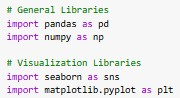 # General Libraries
import pandas as pd
import numpy as np
# Visualization Libraries
import seaborn as sns
import matplotlib.pyplot as plt